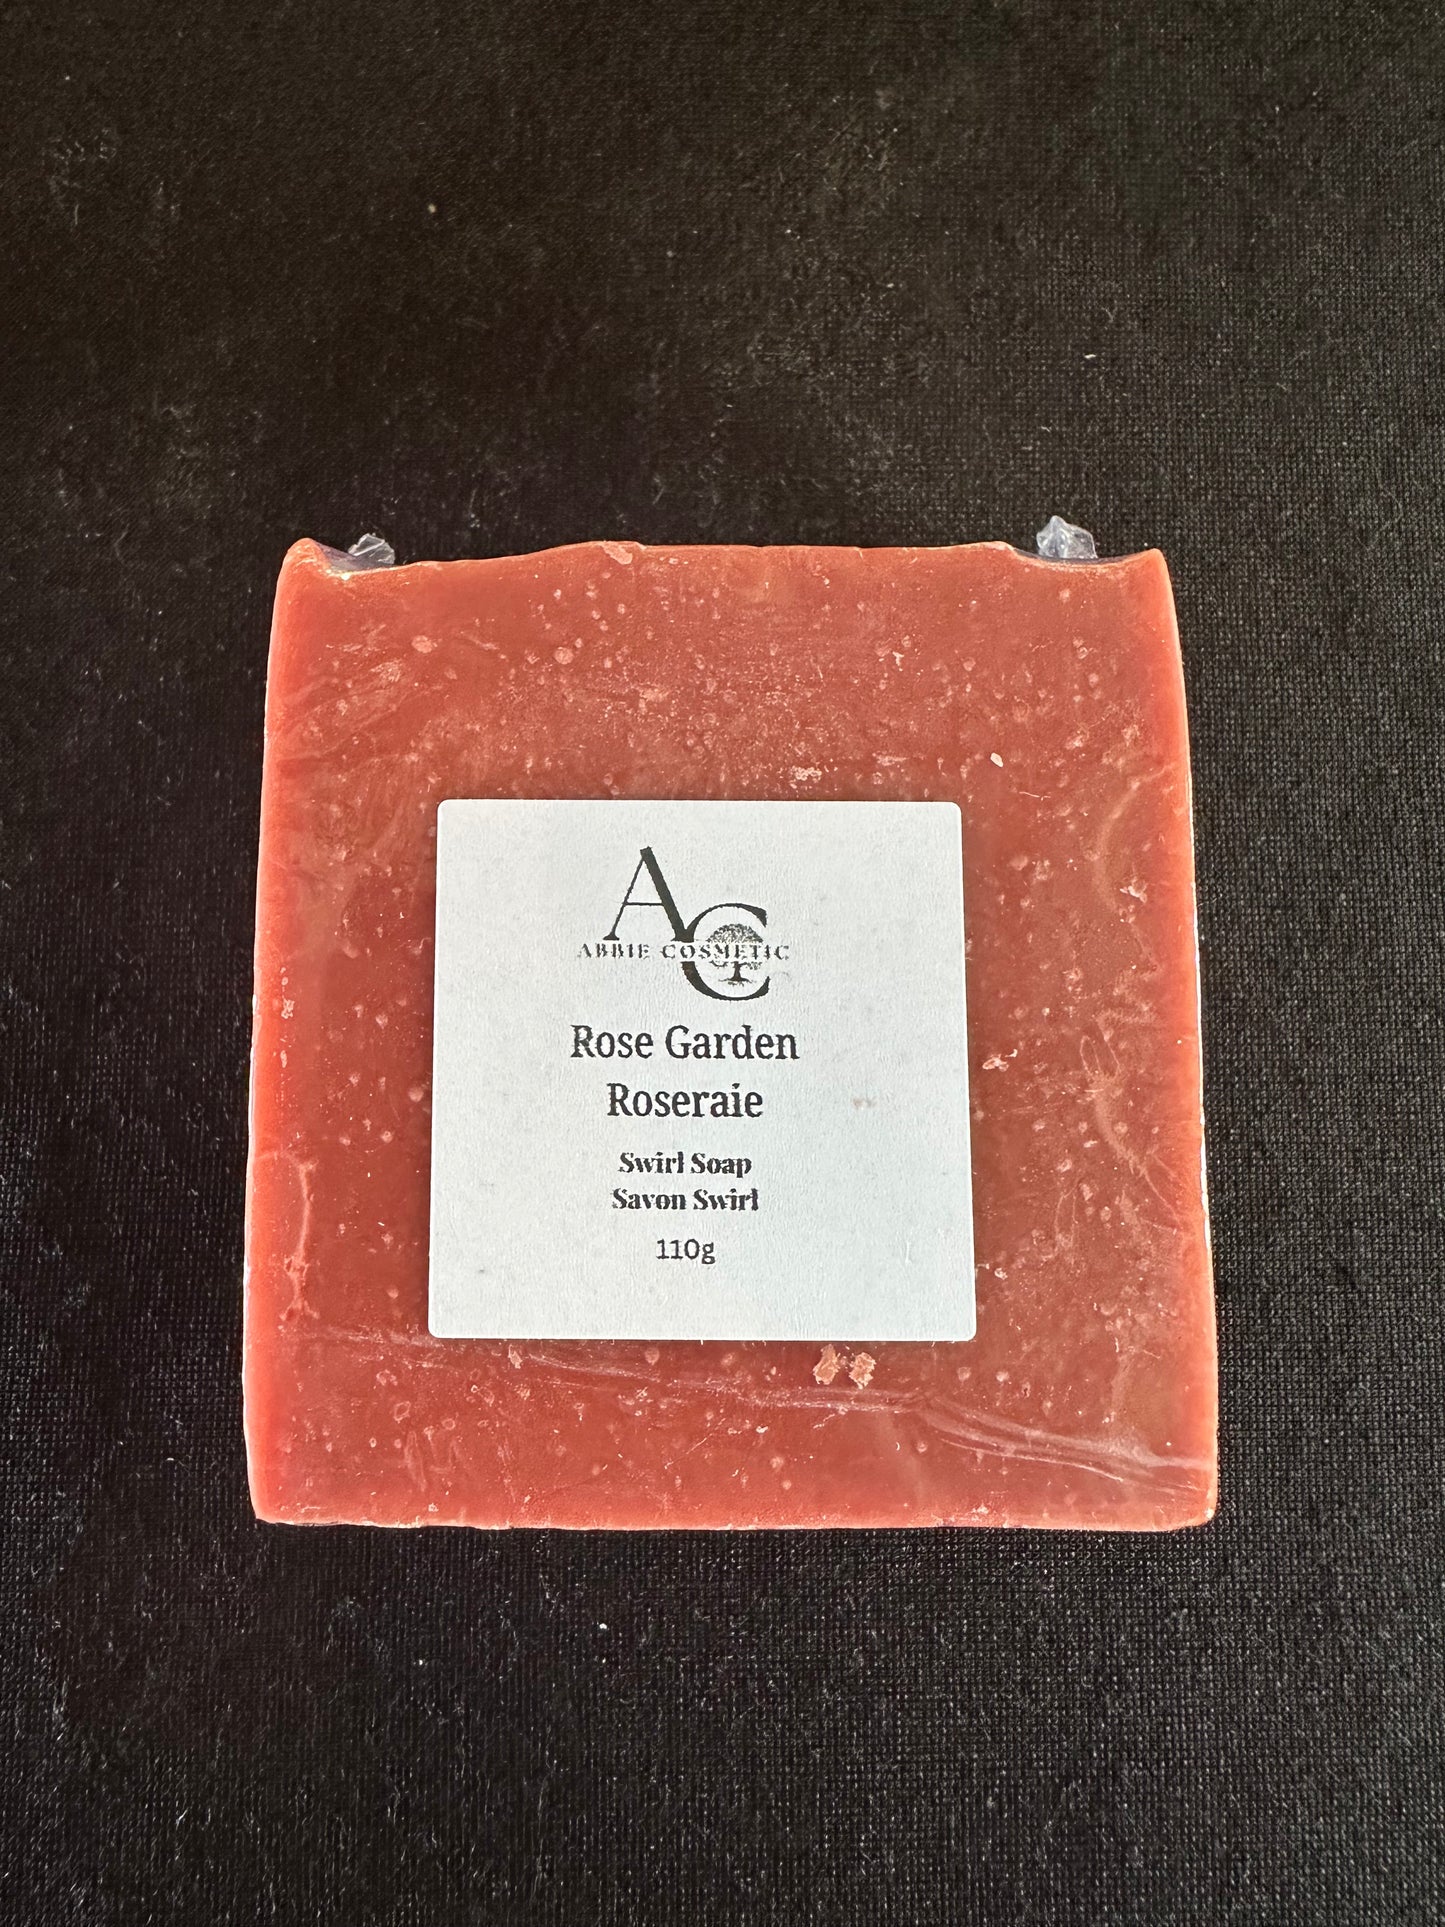 AC
ABBIE COSMETIC
Rose Garden
Roseraie
Swirl Soap
Savon Swirl
110g